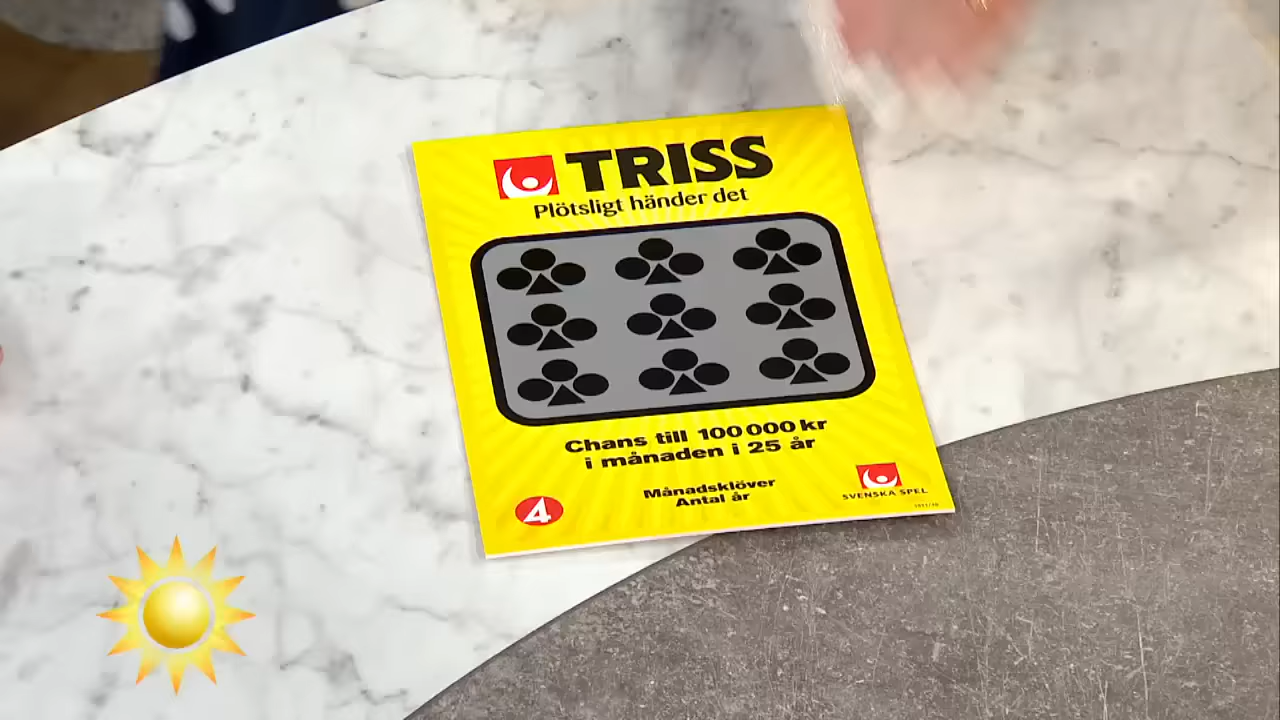 TRISS
Plötsligt händer det
Chans till 100 000 kr
i månaden i 25 år
Månadsklöver
Antal år
4
SVENSKA SPEL